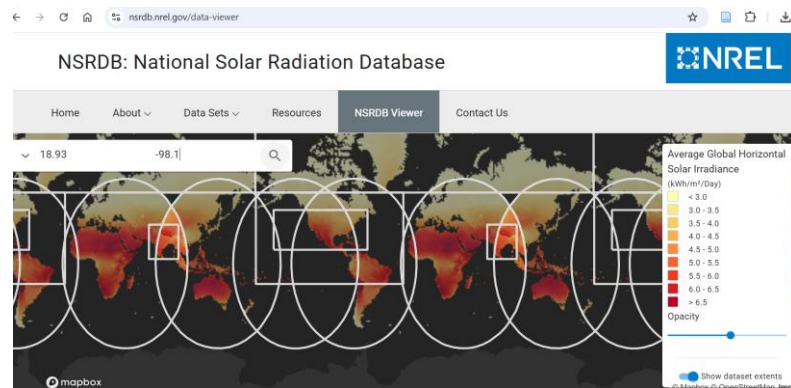 nsrdb.nrel.gov/data-viewer
NSRDB: National Solar Radiation Database
NREL
Home About Data Sets Resources NSRDB Viewer Contact Us
18.93 -98.1
Average Global Horizontal
Solar Irradiance
(kWh/m²/Day)
< 3.0
3.0 - 3.5
3.5 - 4.0
4.0 - 4.5
4.5 - 5.0
5.0 - 5.5
5.5 - 6.0
6.0 - 6.5
> 6.5
Opacity
Show dataset extents
mapbox
© Mapbox © OpenStreetMap